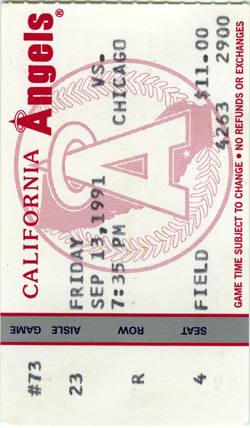 CALIFORNIA
Angels®
FRIDAY VS.
SEP 13,1991 CHICAGO
7:35 PM
FIELD $11.00
4263 2900
GAME TIME SUBJECT TO CHANGE • NO REFUNDS OR EXCHANGES
GAME AISLE ROW SEAT
#73 23 R 4